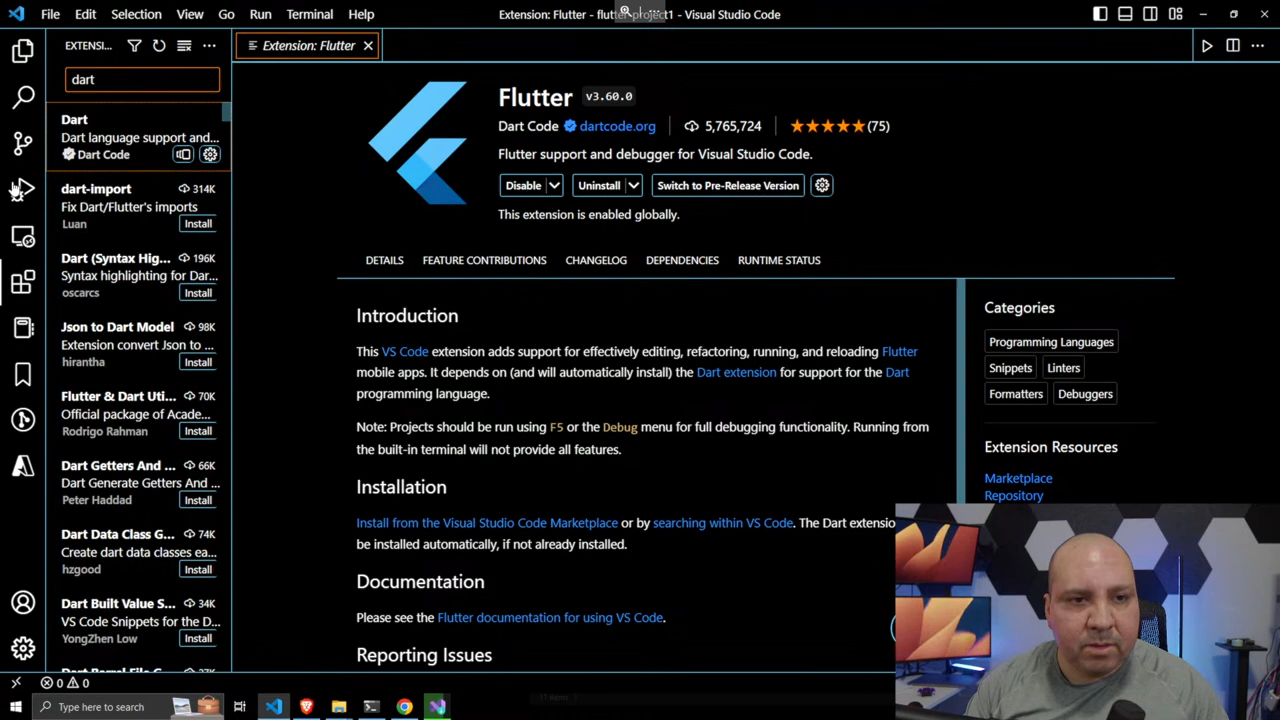 File Edit Selection View Go Run Terminal Help
Extension: Flutter - flutter project1 - Visual Studio Code
EXTENSI...
Extension: Flutter
dart
Dart
Dart language support and...
Dart Code
dart-import 314K
Fix Dart/Flutter's imports
Luan Install
Dart (Syntax Hig... 196K
Syntax highlighting for Dar...
oscarcs Install
Json to Dart Model 98K
Extension convert Json to ...
hirantha Install
Flutter & Dart Uti... 70K
Official package of Acade...
Rodrigo Rahman Install
Dart Getters And ... 66K
Dart Generate Getters And ...
Peter Haddad Install
Dart Data Class G... 74K
Create dart data classes ea...
hzgood Install
Dart Built Value S... 34K
VS Code Snippets for the D...
YongZhen Low Install
Flutter v3.60.0
Dart Code dartcode.org 5,765,724 (75)
Flutter support and debugger for Visual Studio Code.
Disable Uninstall Switch to Pre-Release Version
This extension is enabled globally.
DETAILS FEATURE CONTRIBUTIONS CHANGELOG DEPENDENCIES RUNTIME STATUS
Introduction
This VS Code extension adds support for effectively editing, refactoring, running, and reloading Flutter
mobile apps. It depends on (and will automatically install) the Dart extension for support for the Dart
programming language.
Note: Projects should be run using F5 or the Debug menu for full debugging functionality. Running from
the built-in terminal will not provide all features.
Installation
Install from the Visual Studio Code Marketplace or by searching within VS Code. The Dart extensio
be installed automatically, if not already installed.
Documentation
Please see the Flutter documentation for using VS Code.
Reporting Issues
Categories
Programming Languages
Snippets Linters
Formatters Debuggers
Extension Resources
Marketplace
Repository
0 0
Type here to search